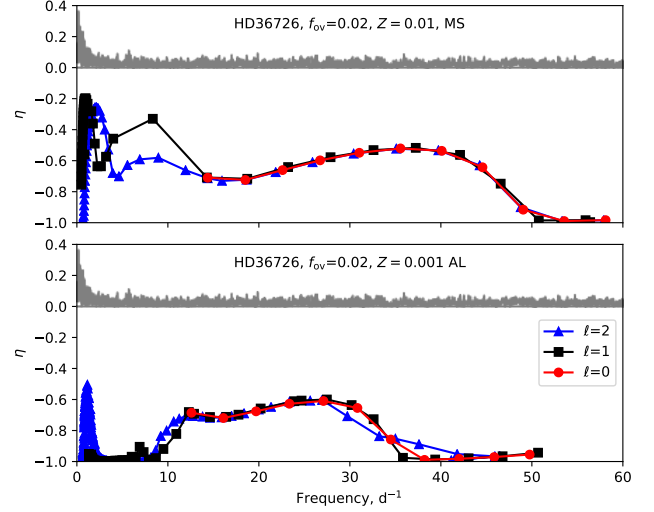 HD36726, f_ov=0.02, Z=0.01, MS
0.4
0.2
0.0
−0.2
−0.4
−0.6
−0.8
−1.0
η
HD36726, f_ov=0.02, Z=0.001 AL
0.4
0.2
0.0
−0.2
−0.4
−0.6
−0.8
−1.0
η
ℓ=2
ℓ=1
ℓ=0
0 10 20 30 40 50 60
Frequency, d⁻¹